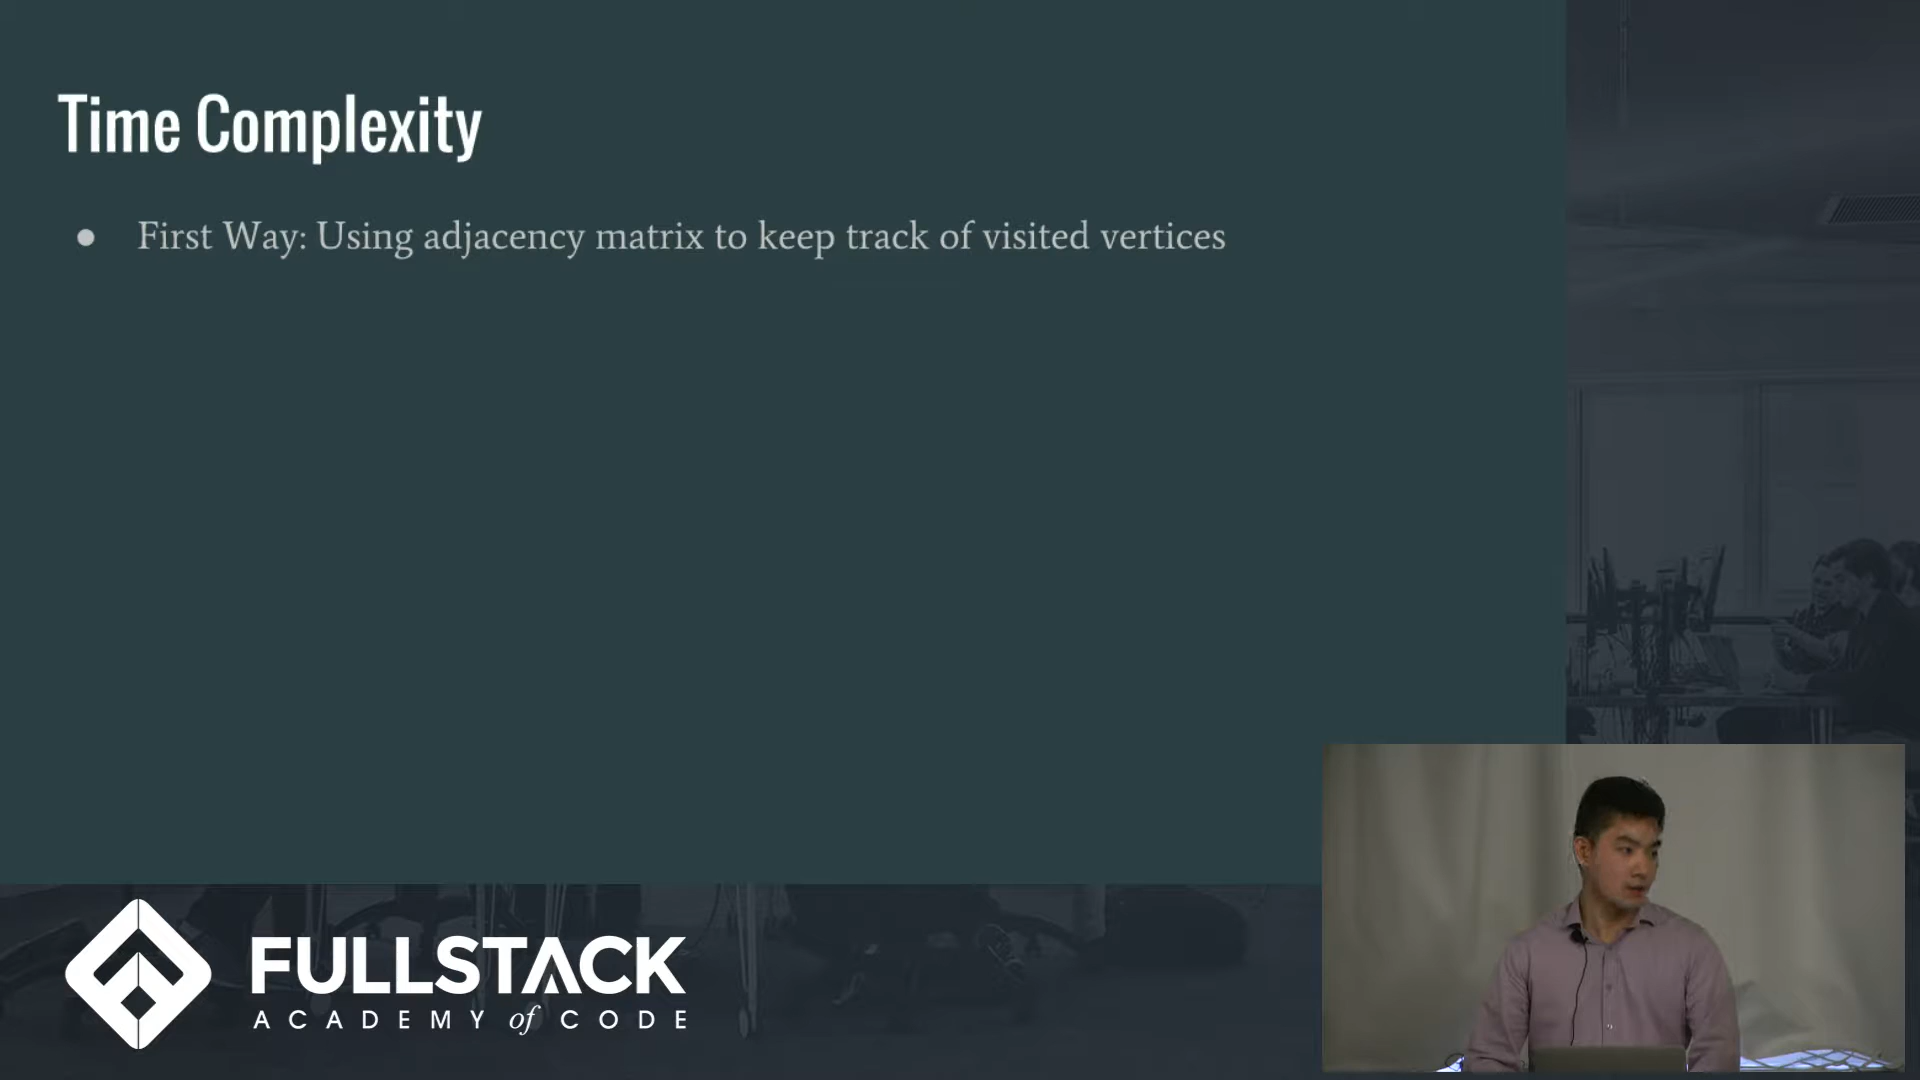 Time Complexity
● First Way: Using adjacency matrix to keep track of visited vertices
FULLSTACK
ACADEMY of CODE